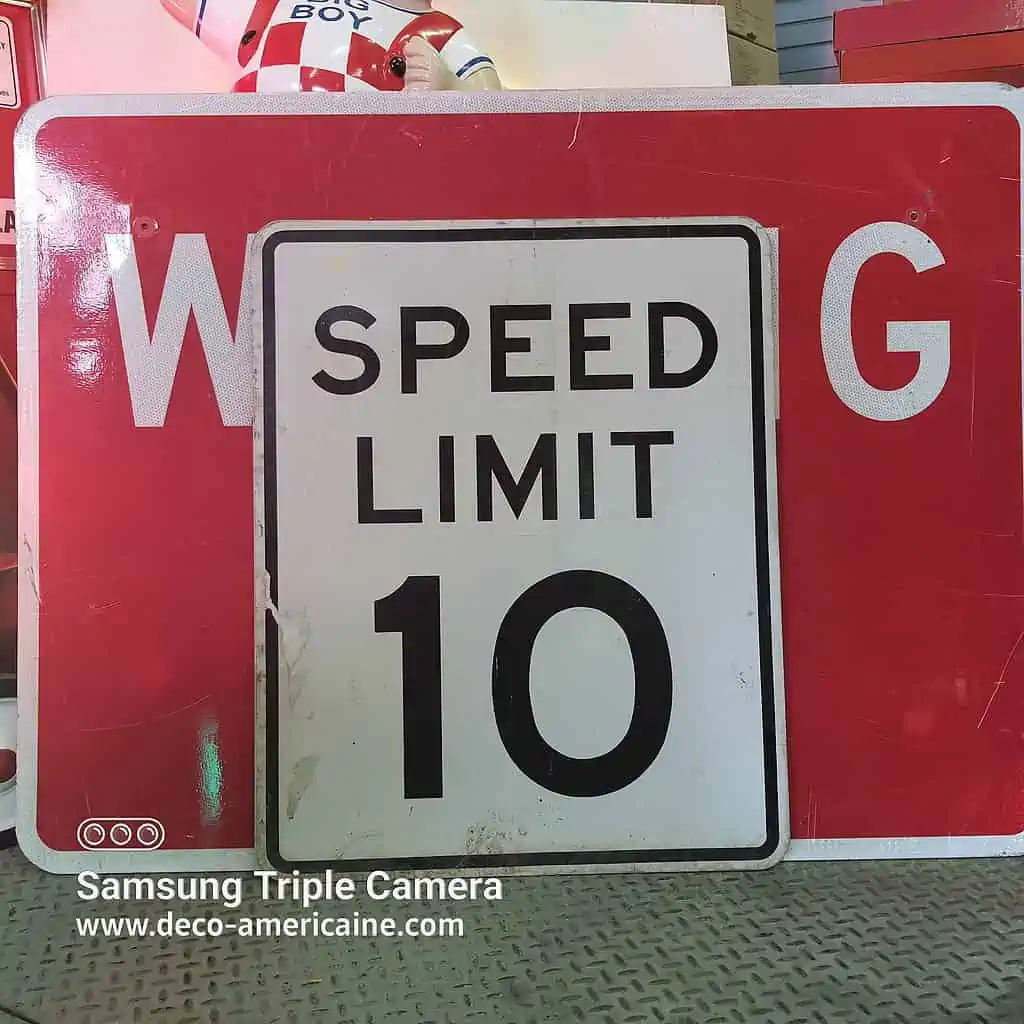 BIG
BOY
W G
SPEED
LIMIT
10
Samsung Triple Camera
www.deco-americaine.com